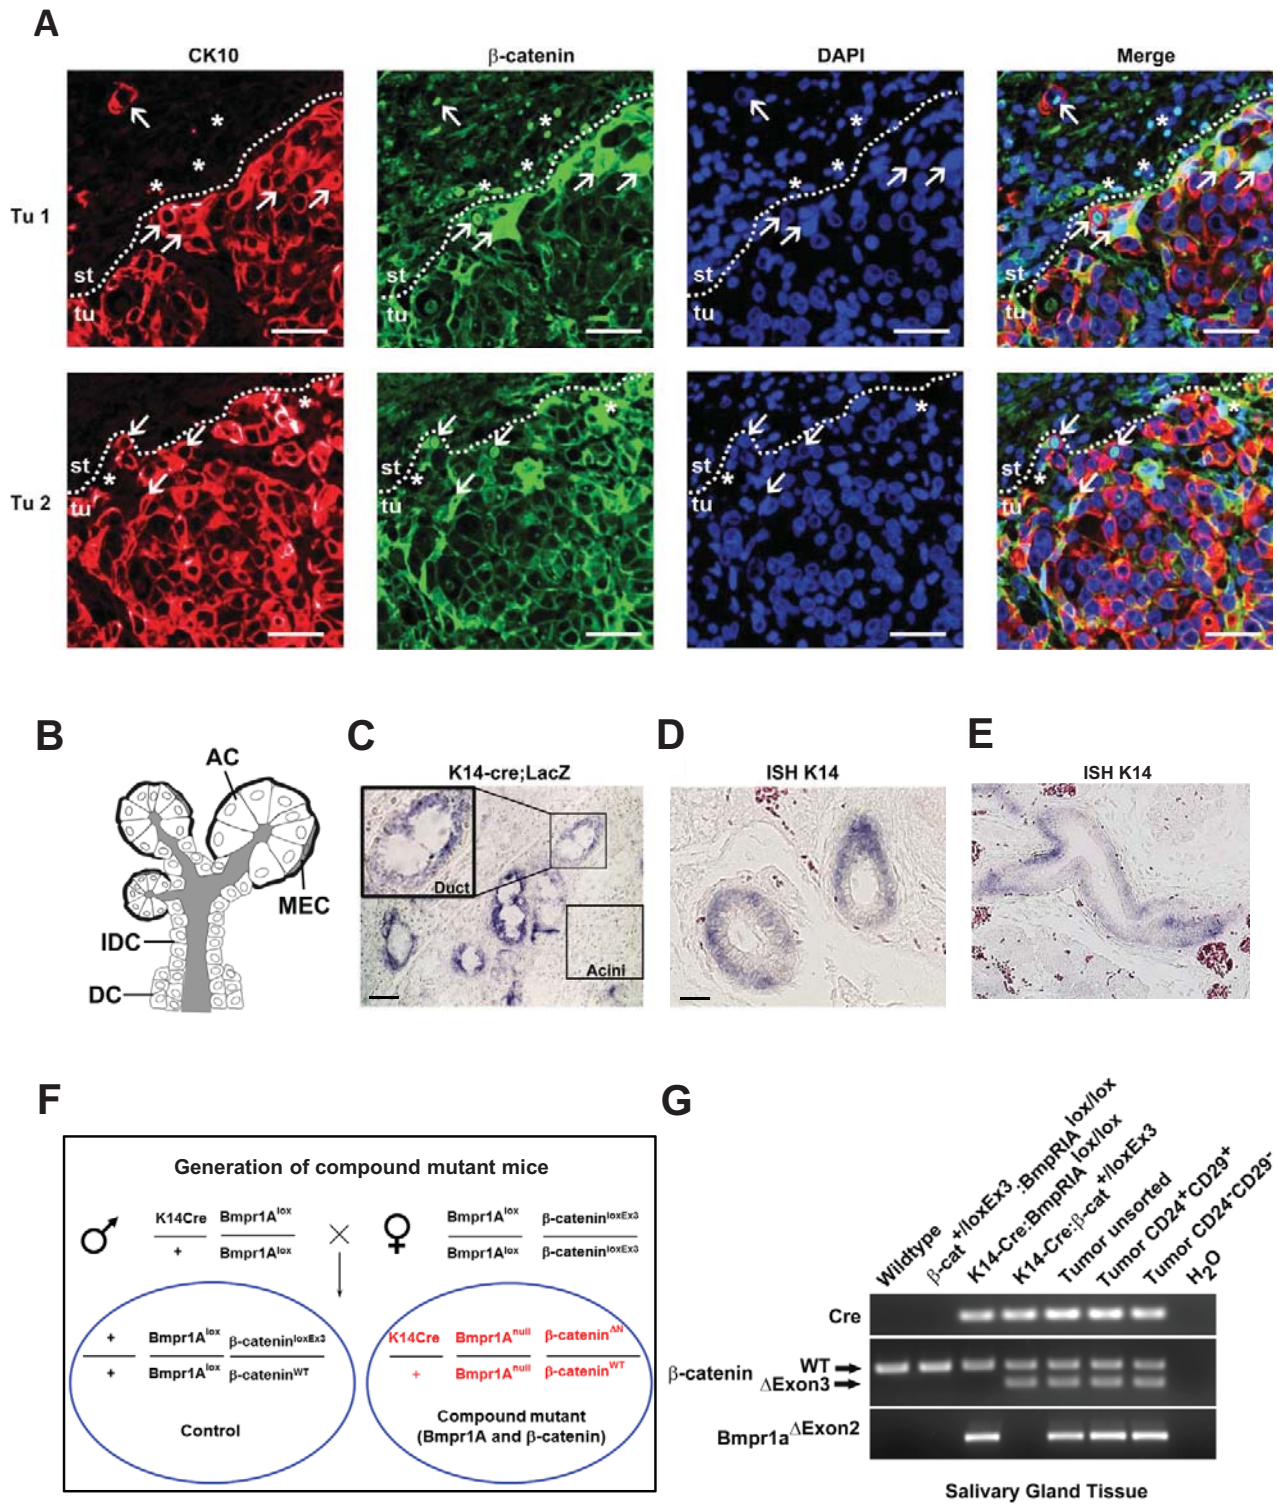 A
CK10 β-catenin DAPI Merge
Tu 1
* * *
* * *
* * *
* * *
st tu
st tu
st tu
Tu 2
* *
* *
* *
* *
st tu
st tu
st tu
B
AC
MEC
IDC
DC
C
K14-cre;LacZ
Duct
Acini
D
ISH K14
E
ISH K14
F
Generation of compound mutant mice
♂ K14Cre Bmpr1A^lox × ♀ Bmpr1A^lox β-catenin^loxEx3
+ Bmpr1A^lox Bmpr1A^lox β-catenin^loxEx3
+ Bmpr1A^lox β-catenin^loxEx3
+ Bmpr1A^lox β-catenin^WT
Control
K14Cre Bmpr1A^null β-catenin^ΔN
+ Bmpr1A^null β-catenin^WT
Compound mutant
(Bmpr1A and β-catenin)
G
Wildtype
β-cat^+/loxEx3:BmpRIA^lox/lox
K14-Cre:BmpRIA^lox/lox
K14-Cre:β-cat^+/loxEx3
Tumor unsorted
Tumor CD24^+CD29^+
Tumor CD24^-CD29^-
H₂O
Cre
β-catenin WT
ΔExon3
Bmpr1a^ΔExon2
Salivary Gland Tissue